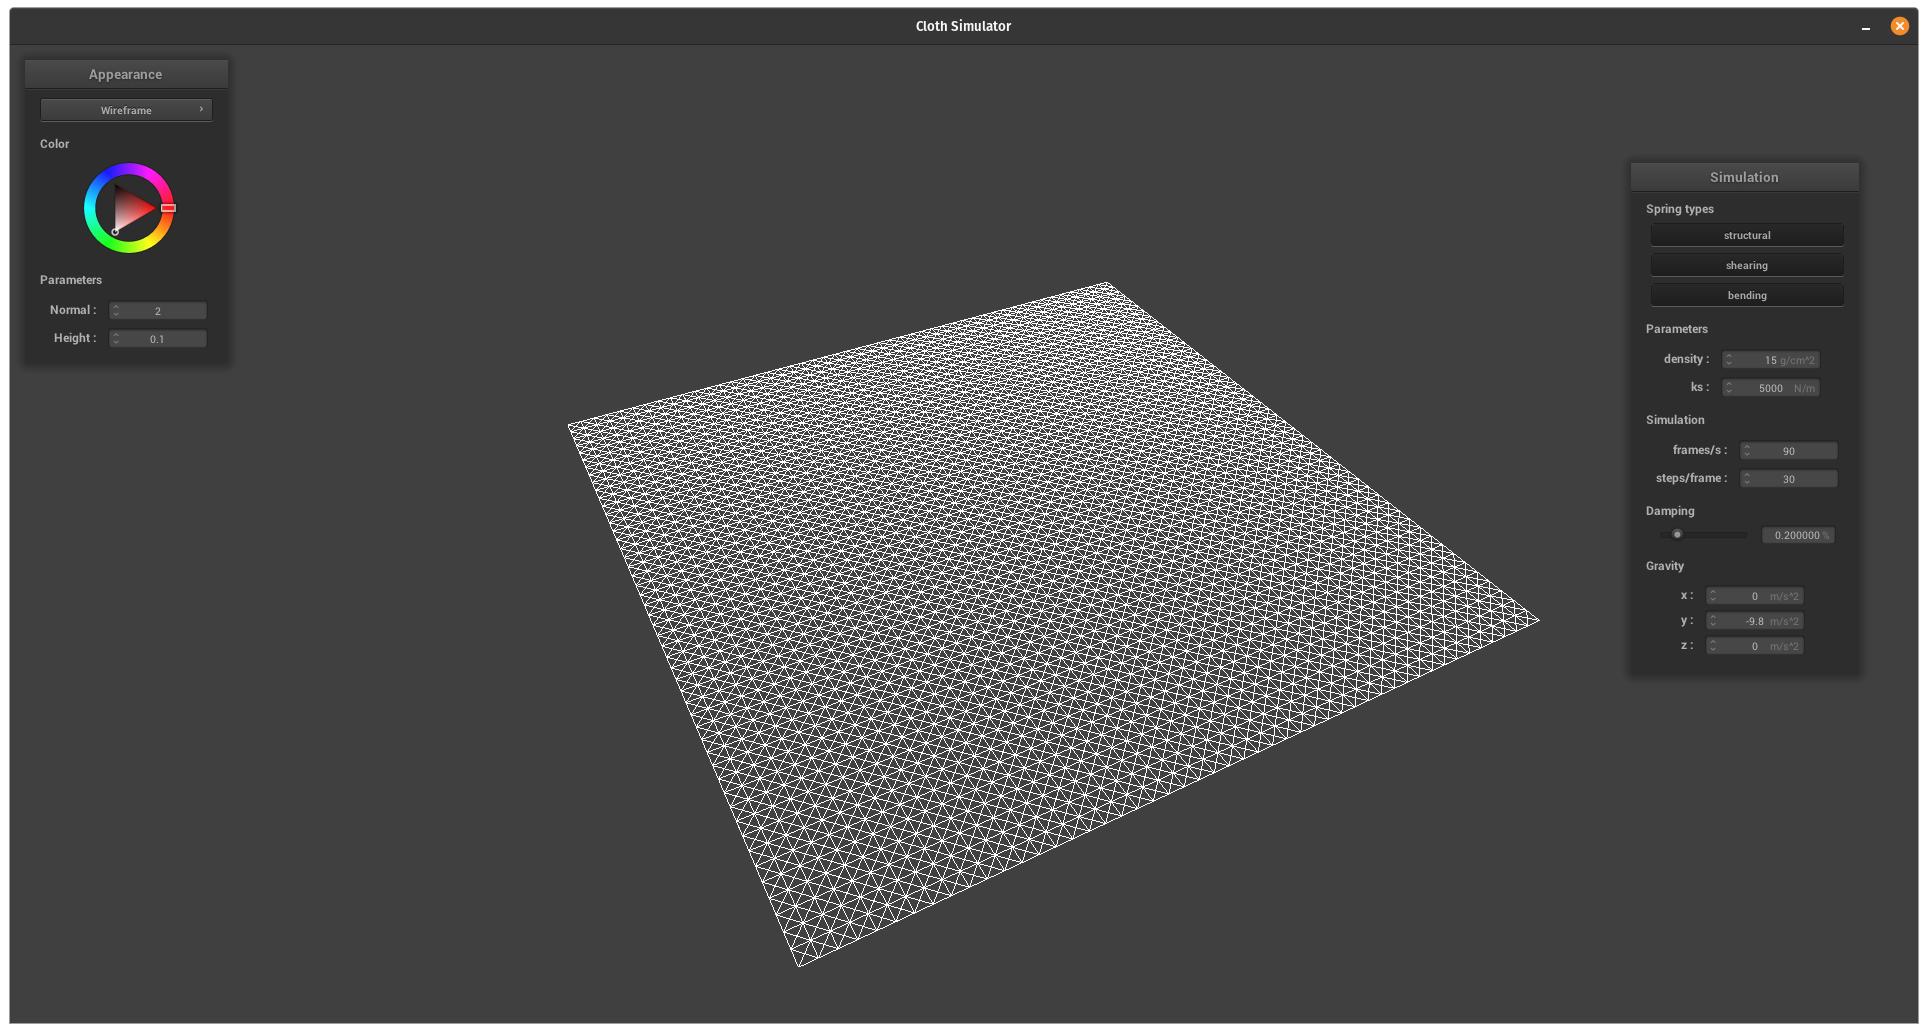 Cloth Simulator
Appearance
Wireframe
Color
Parameters
Normal : 2
Height : 0.1
Simulation
Spring types
structural
shearing
bending
Parameters
density : 15 g/cm^2
ks : 5000 N/m
Simulation
frames/s : 90
steps/frame : 30
Damping
0.200000 %
Gravity
x : 0 m/s^2
y : -9.8 m/s^2
z : 0 m/s^2